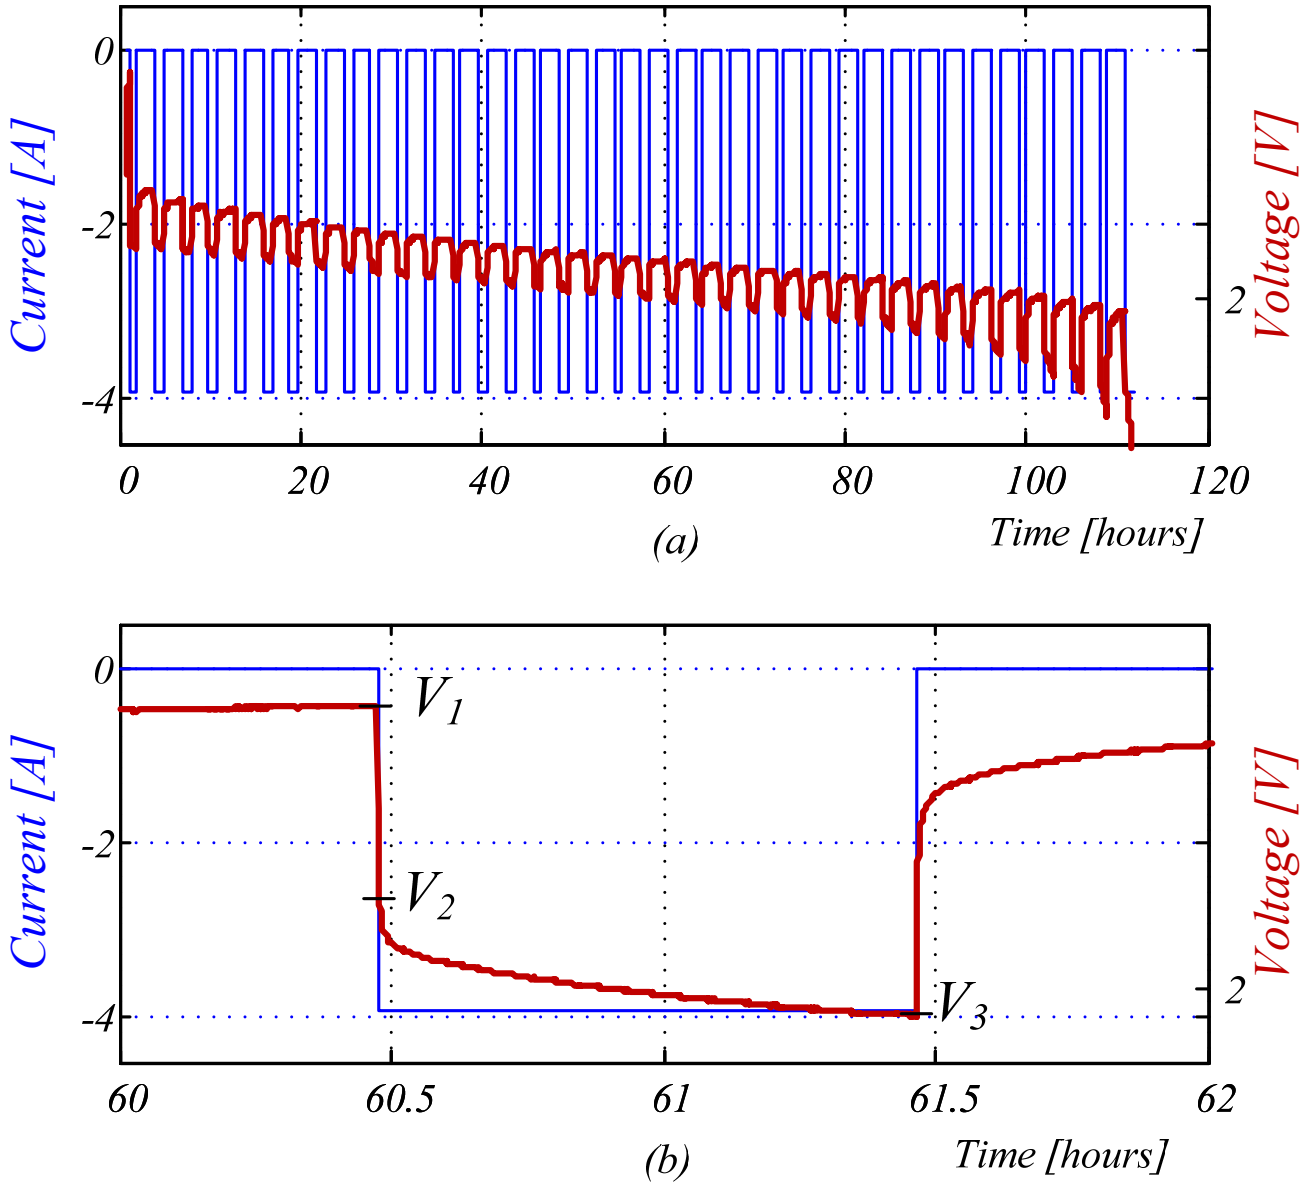 0
-2
-4
Current [A]
2
Voltage [V]
0 20 40 60 80 100 120
Time [hours]
(a)
0
-2
-4
Current [A]
V1
V2
V3
2
Voltage [V]
60 60.5 61 61.5 62
Time [hours]
(b)